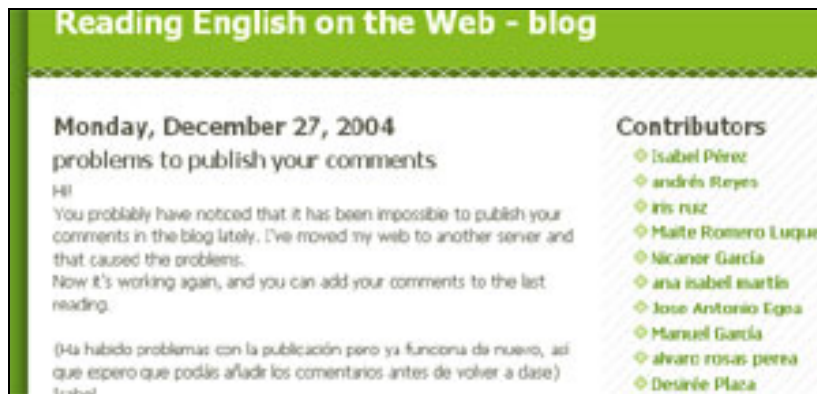 Reading English on the Web - blog
Monday, December 27, 2004
problems to publish your comments
Hi!
You problably have notced that it has been impossible to publish your
comments in the blog lately. I've moved my web to another server and
that caused the problems.
Now it's working again, and you can add your comments to the last
reading.
(Ha habido problemas con la publicación pero ya funciona de nuevo, así
que espero que podáis añadir los comentarios antes de volver a clase)
Isabel
Contributors
Isabel Pérez
andrés Reyes
iris ruiz
Maite Romero Luque
Nicanor García
ana isabel martín
Jose Antonio Egea
Manuel García
alvaro rosas perea
Desirée Plaza